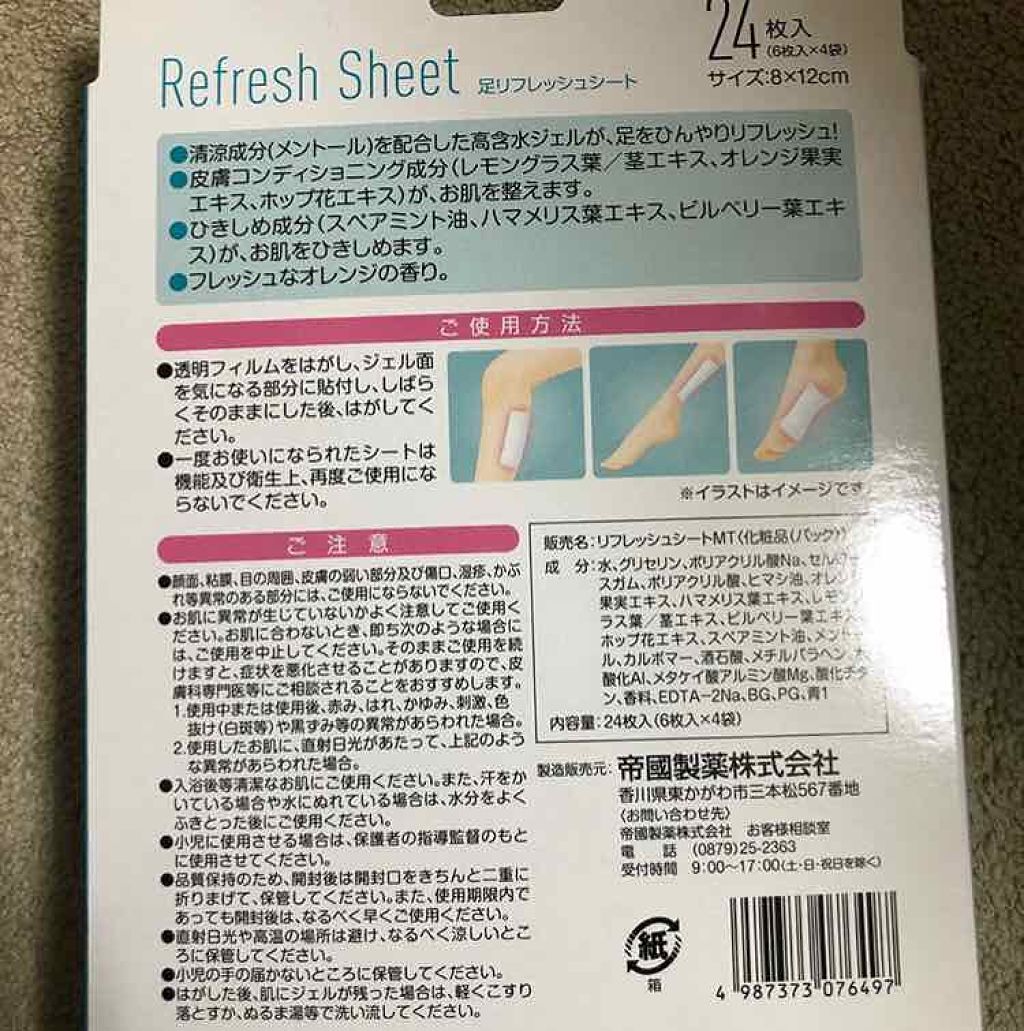 Refresh Sheet 足リフレッシュシート
24枚入
(6枚入×4袋)
サイズ:8×12cm
●清涼成分(メントール)を配合した高含水ジェルが、足をひんやりリフレッシュ!
●皮膚コンディショニング成分(レモングラス葉/茎エキス、オレンジ果実
エキス、ホップ花エキス)が、お肌を整えます。
●ひきしめ成分(スペアミント油、ハマメリス葉エキス、ビルベリー葉エキ
ス)が、お肌をひきしめます。
●フレッシュなオレンジの香り。
ご使用方法
●透明フィルムをはがし、ジェル面
を気になる部分に貼付し、しばら
くそのままにした後、はがしてく
ださい。
●一度お使いになられたシートは
機能及び衛生上、再度ご使用にな
らないでください。
※イラストはイメージです
ご注意
●顔面、粘膜、目の周囲、皮膚の弱い部分及び傷口、湿疹、かぶ
れ等異常のある部分には、ご使用にならないでください。
●お肌に異常が生じていないかよく注意してご使用く
ださい。お肌に合わないとき、即ち次のような場合に
は、ご使用を中止してください。そのままご使用を続
けますと、症状を悪化させることがありますので、皮
膚科専門医等にご相談されることをおすすめします。
1.使用中または使用後、赤み、はれ、かゆみ、刺激、色
抜け(白斑等)や黒ずみ等の異常があらわれた場合。
2.使用したお肌に、直射日光があたって、上記のよう
な異常があらわれた場合。
●入浴後等清潔なお肌にご使用ください。また、汗をか
いている場合や水にぬれている場合は、水分をよく
ふきとった後にご使用ください。
●小児に使用させる場合は、保護者の指導監督のもと
に使用させてください。
●品質保持のため、開封後は開封口をきちんと二重に
折りまげて、保管してください。また、使用期限内で
あっても開封後は、なるべく早くご使用ください。
●直射日光や高温の場所は避け、なるべく涼しいとこ
ろに保管してください。
●小児の手の届かないところに保管してください。
●はがした後、肌にジェルが残った場合は、軽くこすり
落とすか、ぬるま湯等で洗い流してください。
販売名:リフレッシュシートMT〈化粧品(パック)〉
成 分:水、グリセリン、ポリアクリル酸Na、セルロー
スガム、ポリアクリル酸、ヒマシ油、オレン
果実エキス、ハマメリス葉エキス、レモン
ラス葉/茎エキス、ビルベリー葉エキス
ホップ花エキス、スペアミント油、メント
ル、カルボマー、酒石酸、メチルパラベン、
酸化Al、メタケイ酸アルミン酸Mg、酸化チタ
ン、香料、EDTA-2Na、BG、PG、青1
内容量:24枚入(6枚入×4袋)
製造販売元:帝國製薬株式会社
香川県東かがわ市三本松567番地
〈お問い合わせ先〉
帝國製薬株式会社 お客様相談室
電 話 (0879)25-2363
受付時間 9:00~17:00(土・日・祝日を除く)
紙
箱
4 987373 076497